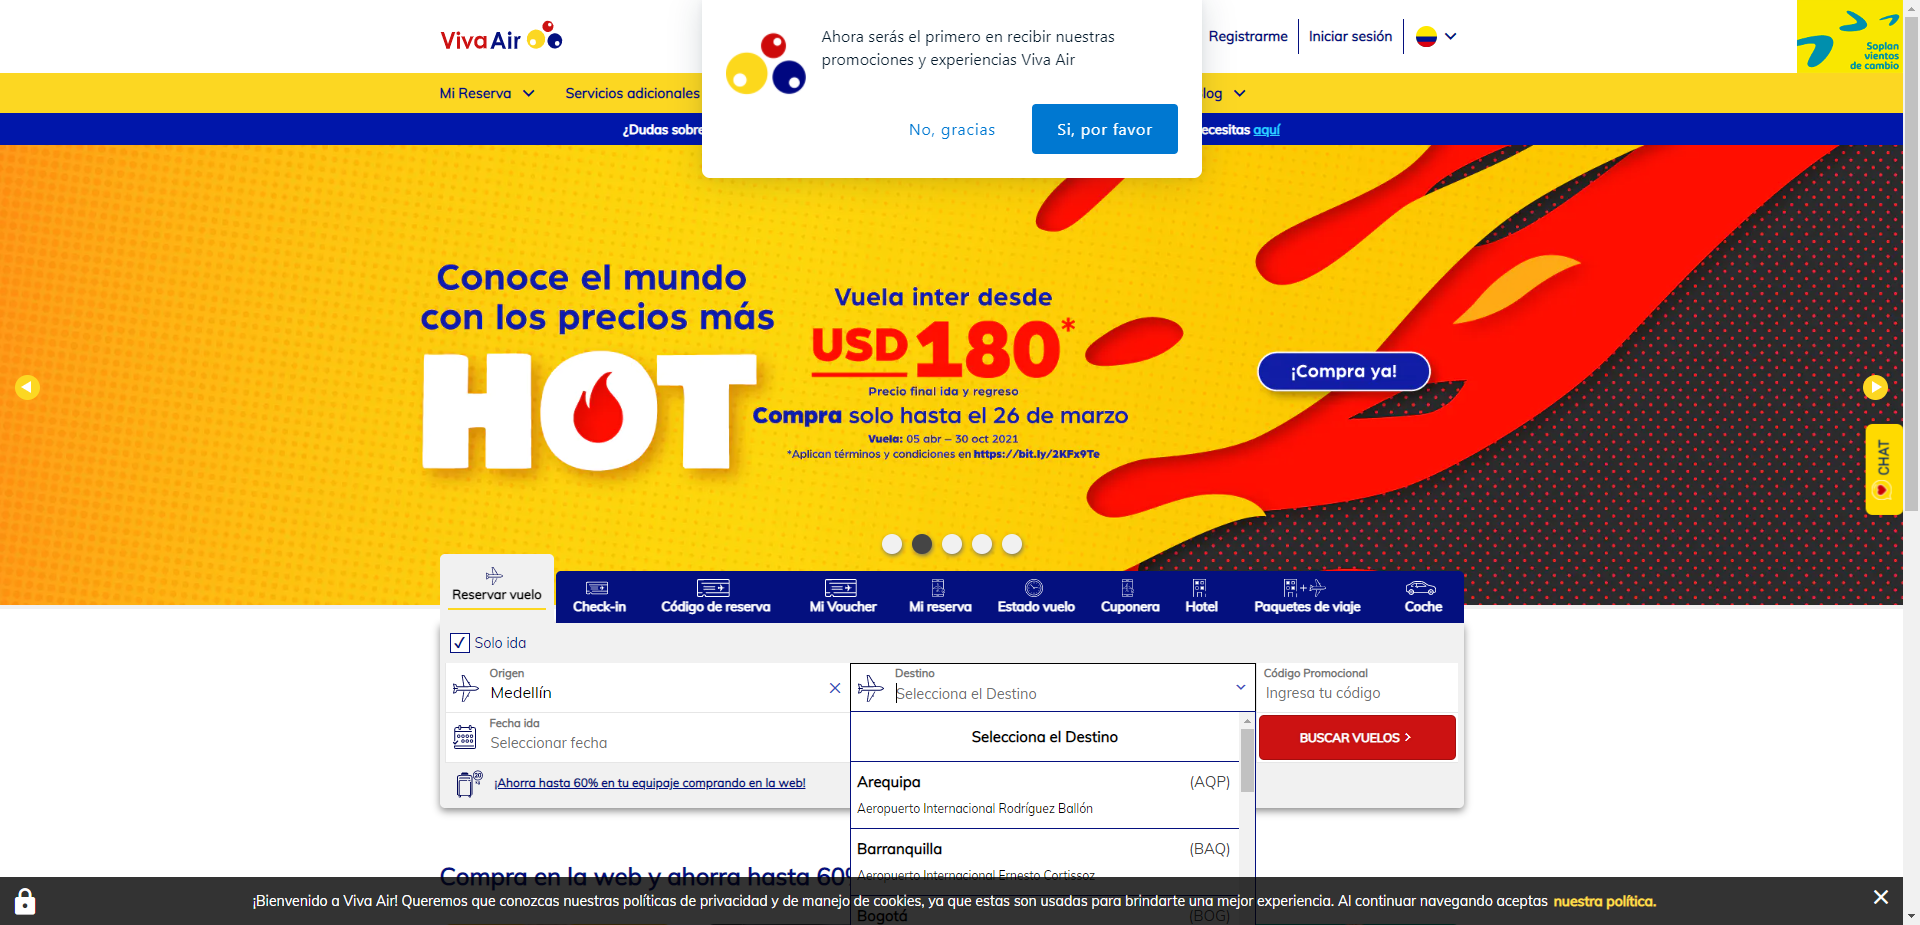 Viva Air
Ahora serás el primero en recibir nuestras
promociones y experiencias Viva Air
No, gracias
Si, por favor
Registrarme
Iniciar sesión
Soplan
vientos
de cambio
Mi Reserva
Servicios adicionales
log
¿Dudas sobre
ecesitas aquí
Conoce el mundo
con los precios más
HOT
Vuela inter desde
USD 180*
Precio final ida y regreso
Compra solo hasta el 26 de marzo
Vuela: 05 abr – 30 oct 2021
*Aplican términos y condiciones en https://bit.ly/2KFx9Te
¡Compra ya!
CHAT
Reservar vuelo
Check-in
Código de reserva
Mi Voucher
Mi reserva
Estado vuelo
Cuponera
Hotel
Paquetes de viaje
Coche
Solo ida
Origen
Medellín
Destino
Selecciona el Destino
Código Promocional
Ingresa tu código
Fecha ida
Seleccionar fecha
BUSCAR VUELOS
Selecciona el Destino
¡Ahorra hasta 60% en tu equipaje comprando en la web!
Arequipa (AQP)
Aeropuerto Internacional Rodríguez Ballón
Barranquilla (BAQ)
Aeropuerto Internacional Ernesto Cortissoz
Bogotá (BOG)
Compra en la web y ahorra hasta 60%
¡Bienvenido a Viva Air! Queremos que conozcas nuestras políticas de privacidad y de manejo de cookies, ya que estas son usadas para brindarte una mejor experiencia. Al continuar navegando aceptas nuestra política.